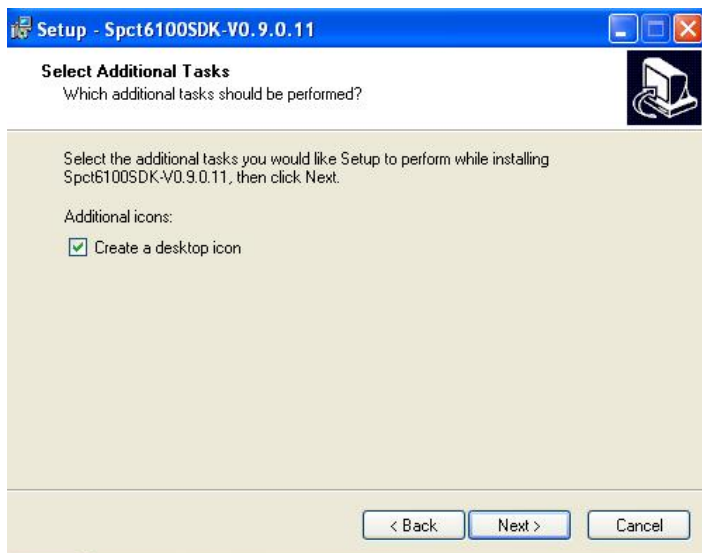 Setup - Spct6100SDK-V0.9.0.11
Select Additional Tasks
Which additional tasks should be performed?
Select the additional tasks you would like Setup to perform while installing
Spct6100SDK-V0.9.0.11, then click Next.
Additional icons:
Create a desktop icon
< Back Next > Cancel